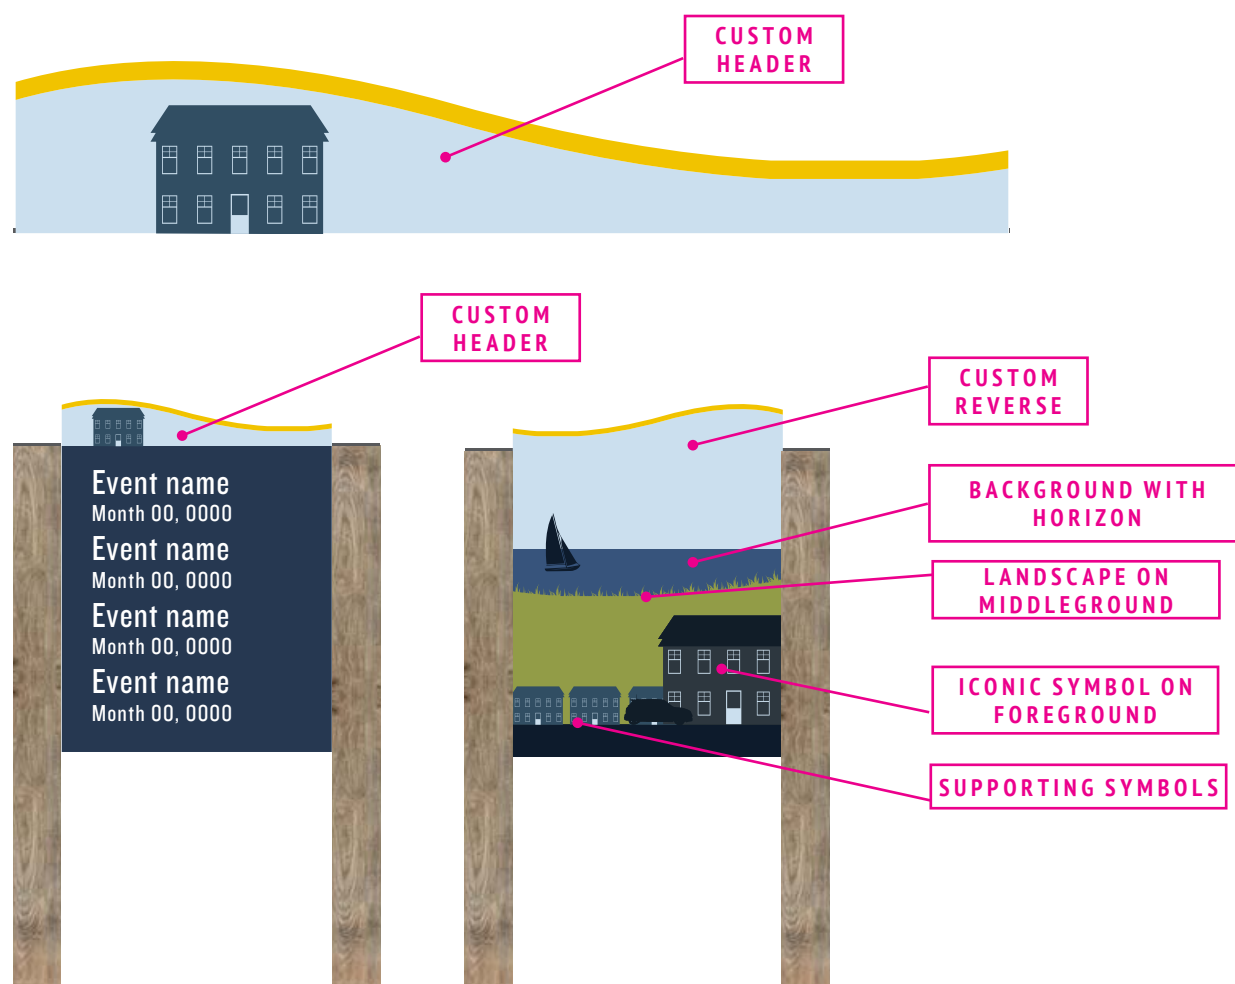 CUSTOM
HEADER
CUSTOM
HEADER
Event name
Month 00, 0000
Event name
Month 00, 0000
Event name
Month 00, 0000
Event name
Month 00, 0000
CUSTOM
REVERSE
BACKGROUND WITH
HORIZON
LANDSCAPE ON
MIDDLEGROUND
ICONIC SYMBOL ON
FOREGROUND
SUPPORTING SYMBOLS